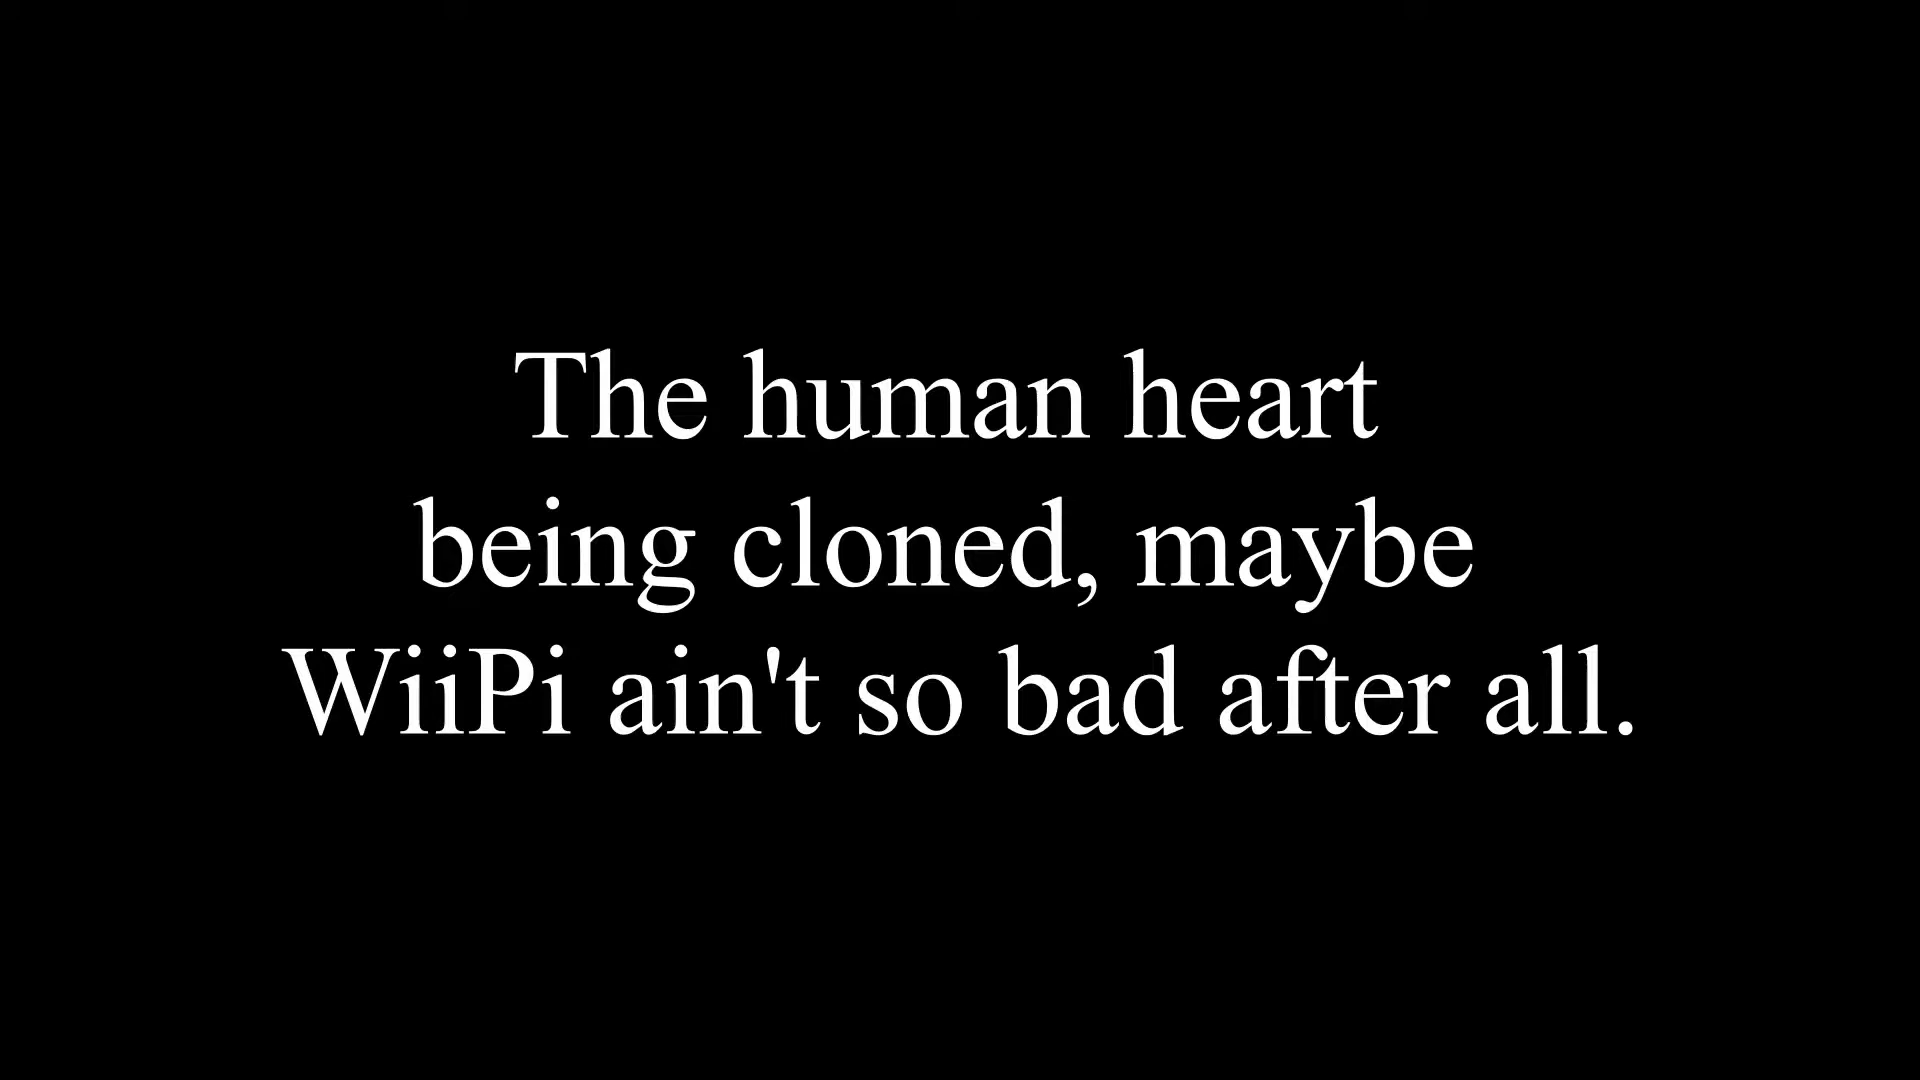 The human heart
being cloned, maybe
WiiPi ain't so bad after all.